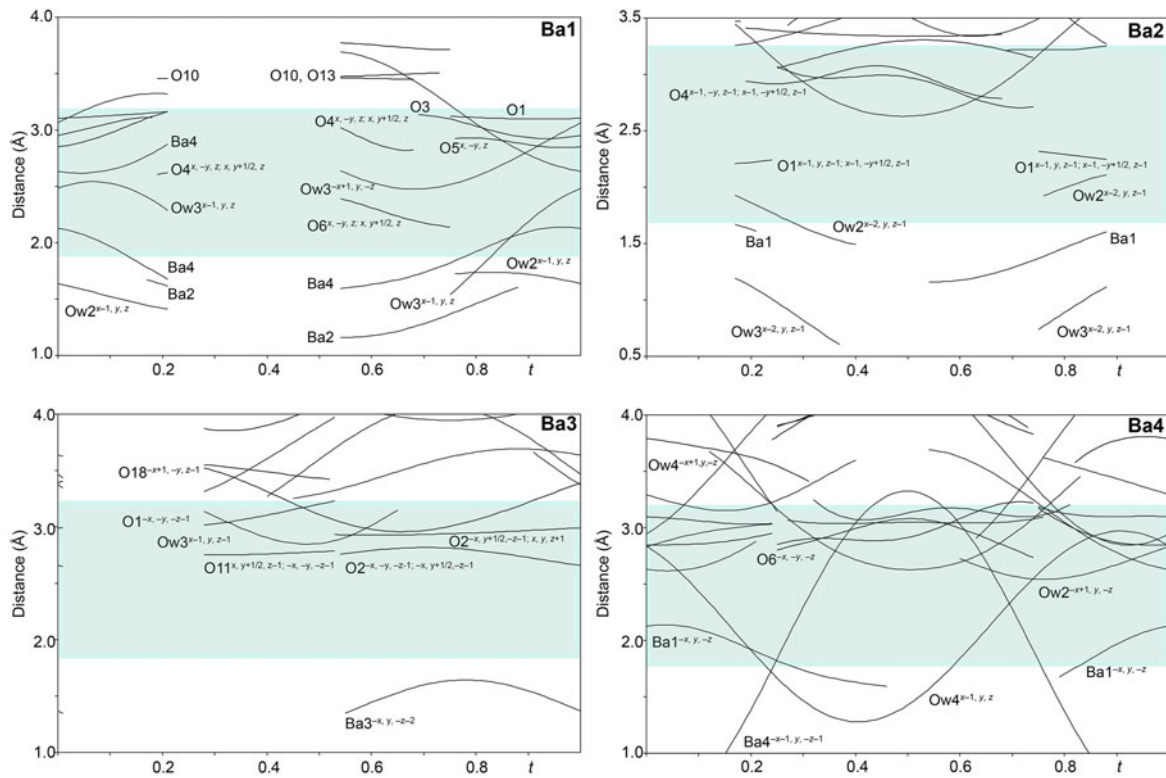 Ba1
Distance (Å)
4.0
3.0
2.0
1.0
0.2
0.4
0.6
0.8
t
O10
O10, O13
O3
O1
O4x, –y, z; x, y+1/2, z
O5x, –y, z
Ba4
O4x, –y, z; x, y+1/2, z
Ow3–x+1, y, –z
Ow3x–1, y, z
O6x, –y, z; x, y+1/2, z
Ow2x–1, y, z
Ba4
Ba4
Ba2
Ow3x–1, y, z
Ow2x–1, y, z
Ba2
Ba2
Distance (Å)
3.5
2.5
1.5
0.5
0.2
0.4
0.6
0.8
t
O4x–1, –y, z–1; x–1, –y+1/2, z–1
O1x–1, y, z–1; x–1, –y+1/2, z–1
O1x–1, y, z–1; x–1, –y+1/2, z–1
Ow2x–2, y, z–1
Ow2x–2, y, z–1
Ba1
Ba1
Ow3x–2, y, z–1
Ow3x–2, y, z–1
Ba3
Distance (Å)
4.0
3.0
2.0
1.0
0.2
0.4
0.6
0.8
t
O18–x+1, –y, z–1
O1–x, –y, –z–1
Ow3x–1, y, z–1
O2–x, y+1/2, –z–1; x, y, z+1
O11x, y+1/2, z–1; –x, –y, –z–1
O2–x, –y, –z–1; –x, y+1/2, –z–1
Ba3–x, y, –z–2
Ba4
Distance (Å)
4.0
3.0
2.0
1.0
0.2
0.4
0.6
0.8
t
Ow4–x+1,y,–z
O6–x, –y, –z
Ow2–x+1, y, –z
Ba1–x, y, –z
Ba1–x, y, –z
Ow4x–1, y, z
Ba4–x–1, y, –z–1